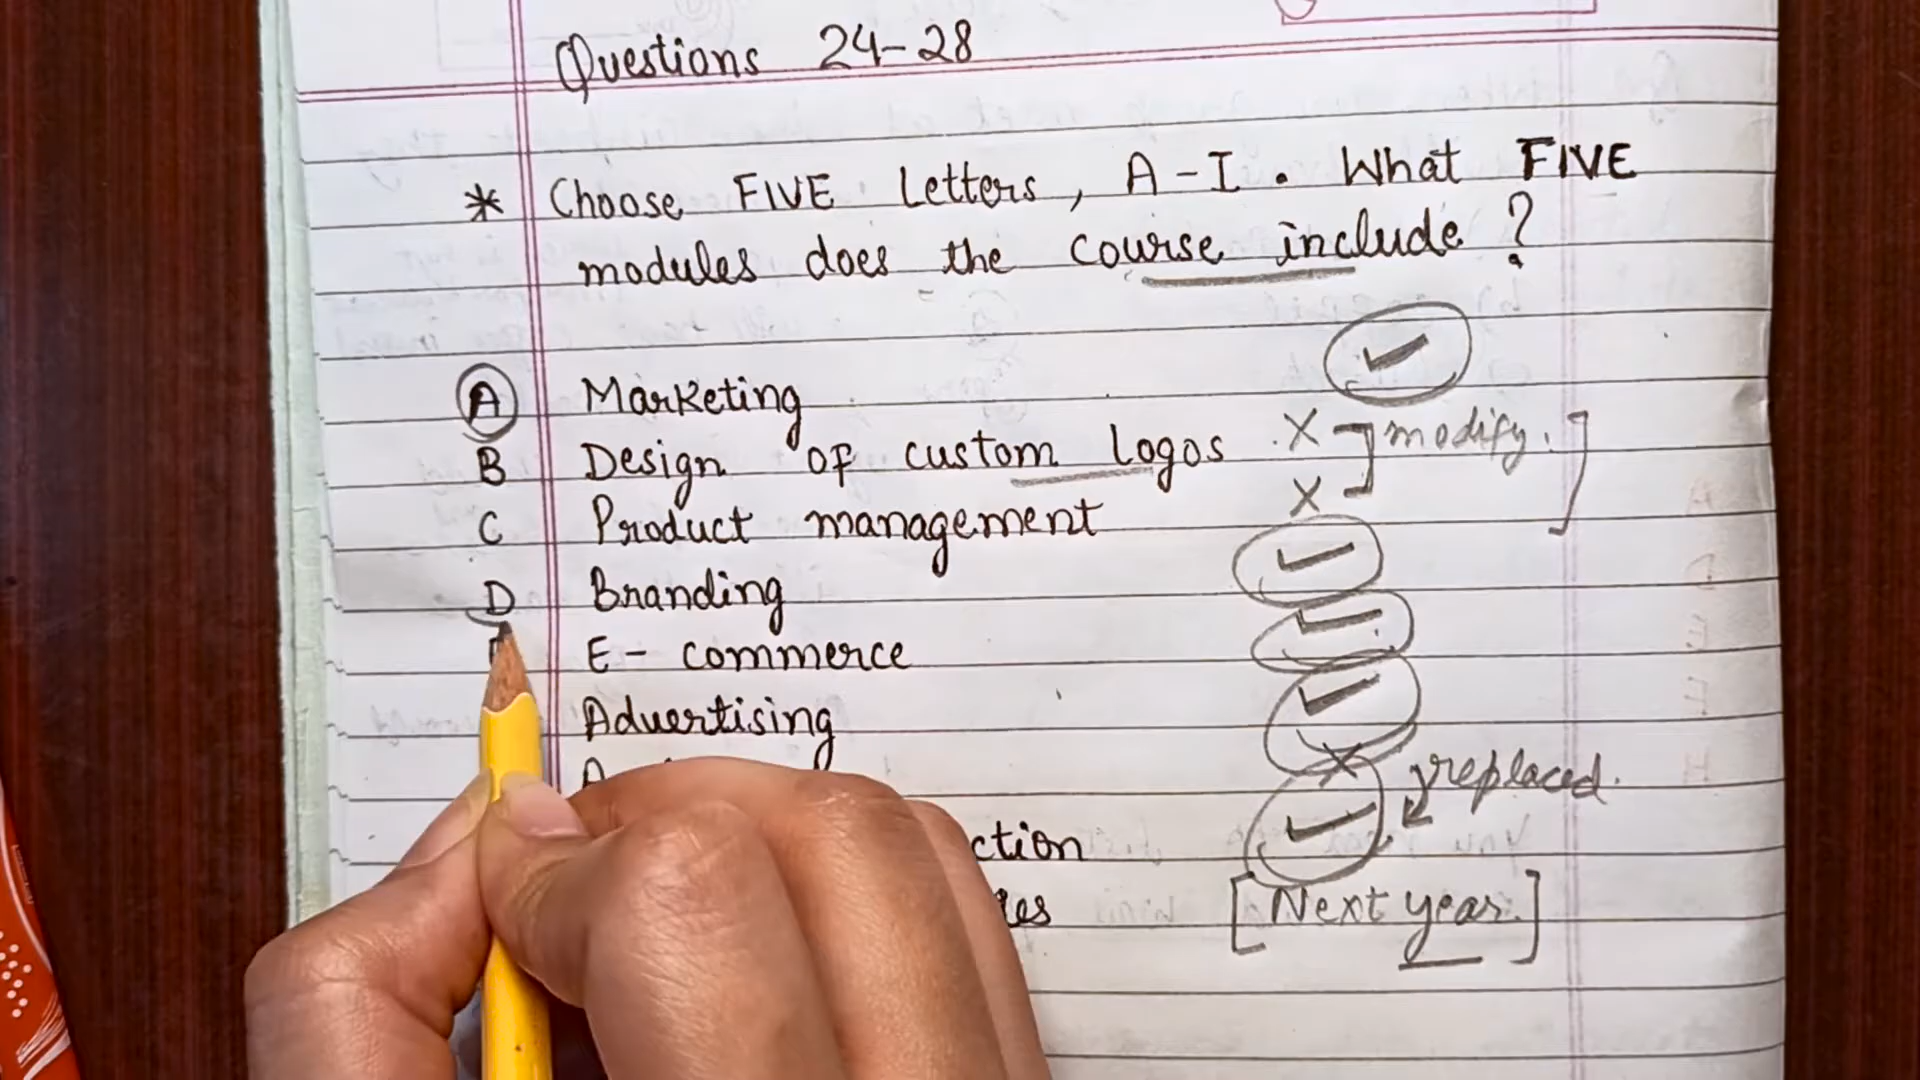 Questions 24-28
* Choose FIVE Letters, A-I. What FIVE
modules does the course include?
A Marketing
B Design of custom logos X modify.
C Product management X
D Branding
E- commerce
Advertising
X replaced.
ction
[Next year.]